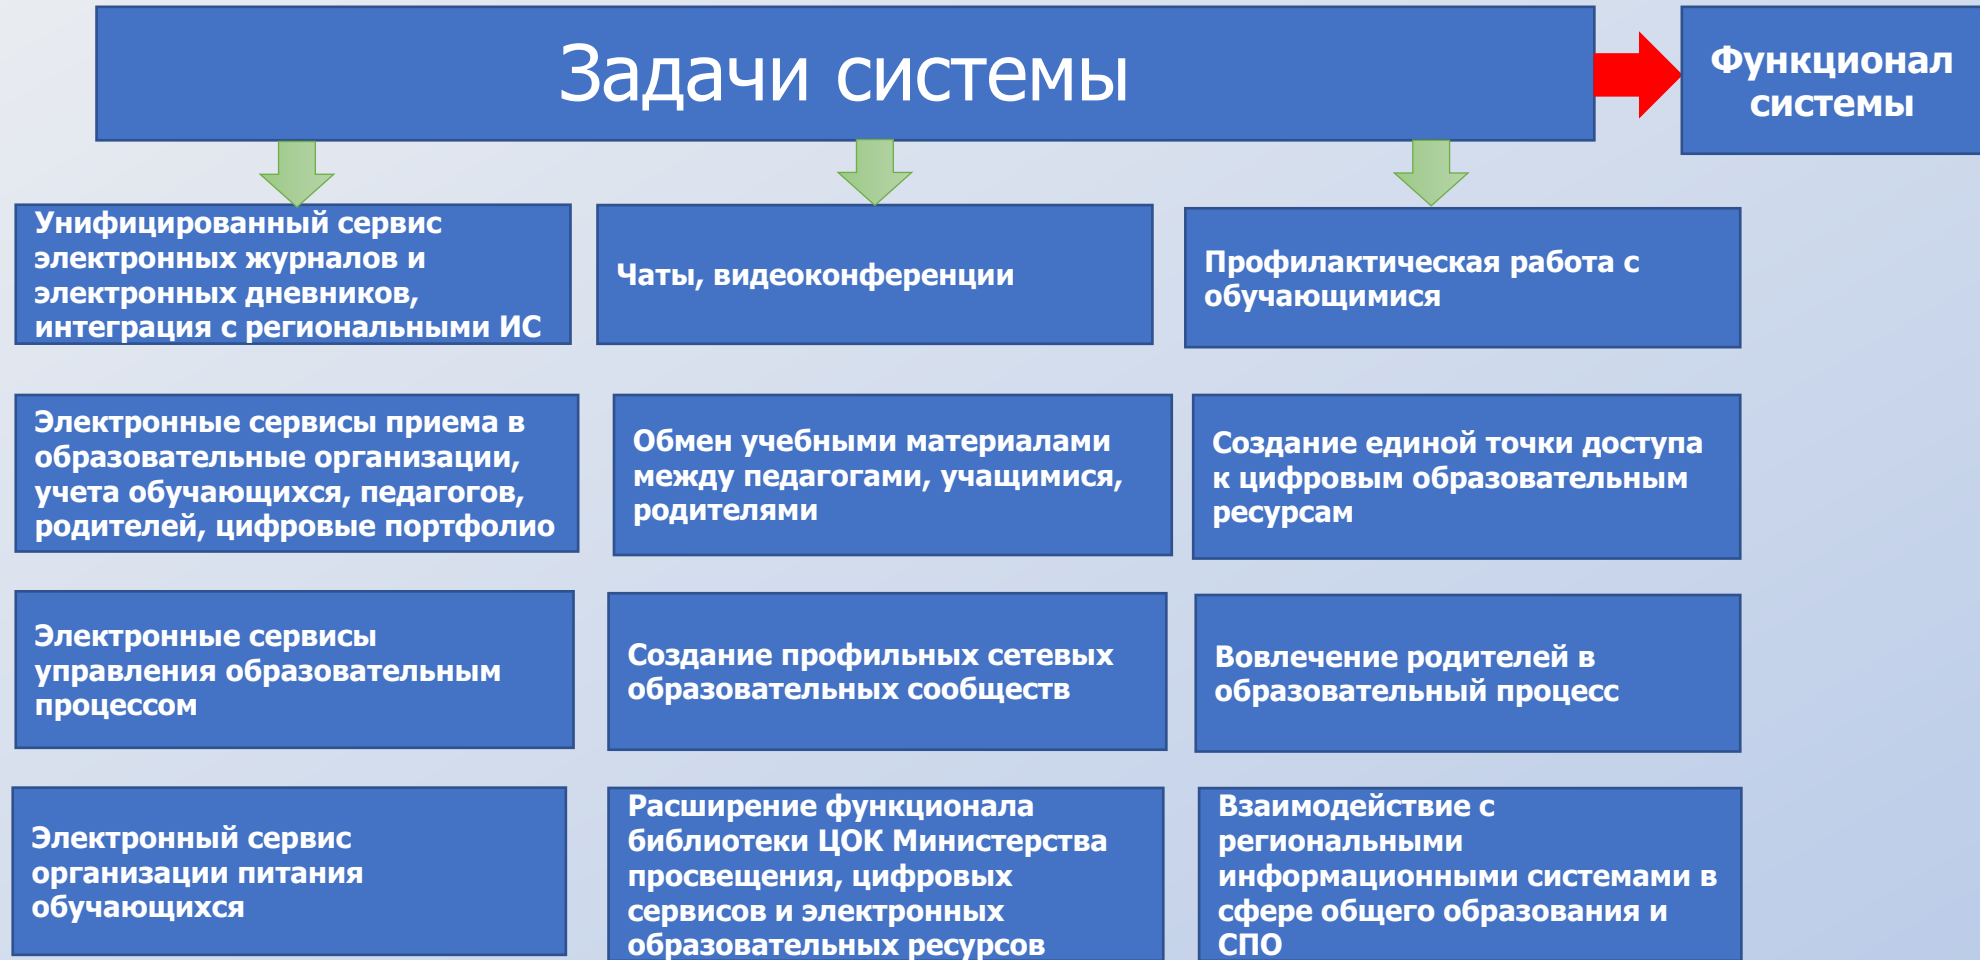 Задачи системы
Функционал
системы
Унифицированный сервис
электронных журналов и
электронных дневников,
интеграция с региональными ИС
Чаты, видеоконференции
Профилактическая работа с
обучающимися
Электронные сервисы приема в
образовательные организации,
учета обучающихся, педагогов,
родителей, цифровые портфолио
Обмен учебными материалами
между педагогами, учащимися,
родителями
Создание единой точки доступа
к цифровым образовательным
ресурсам
Электронные сервисы
управления образовательным
процессом
Создание профильных сетевых
образовательных сообществ
Вовлечение родителей в
образовательный процесс
Электронный сервис
организации питания
обучающихся
Расширение функционала
библиотеки ЦОК Министерства
просвещения, цифровых
сервисов и электронных
образовательных ресурсов
Взаимодействие с
региональными
информационными системами в
сфере общего образования и
СПО